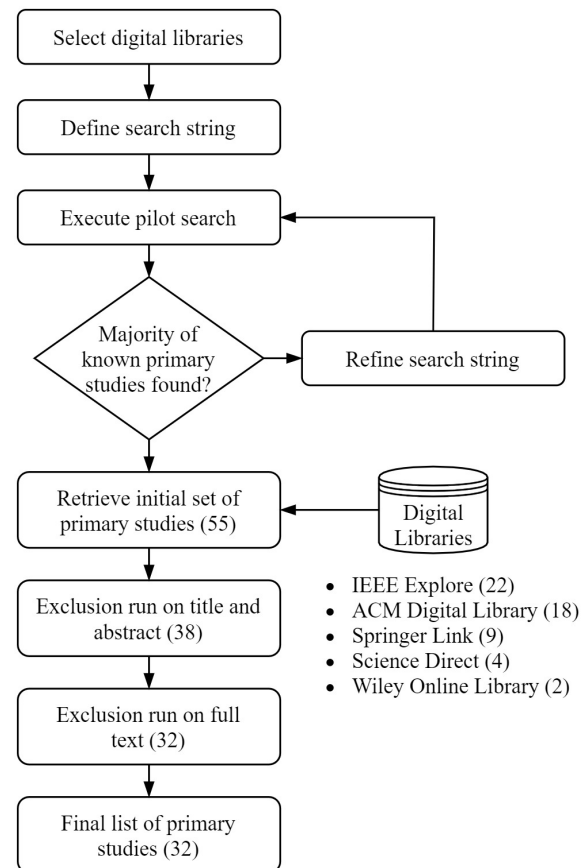 Select digital libraries
Define search string
Execute pilot search
Majority of
known primary
studies found?
Refine search string
Retrieve initial set of
primary studies (55)
Digital
Libraries
• IEEE Explore (22)
• ACM Digital Library (18)
• Springer Link (9)
• Science Direct (4)
• Wiley Online Library (2)
Exclusion run on title and
abstract (38)
Exclusion run on full
text (32)
Final list of primary
studies (32)